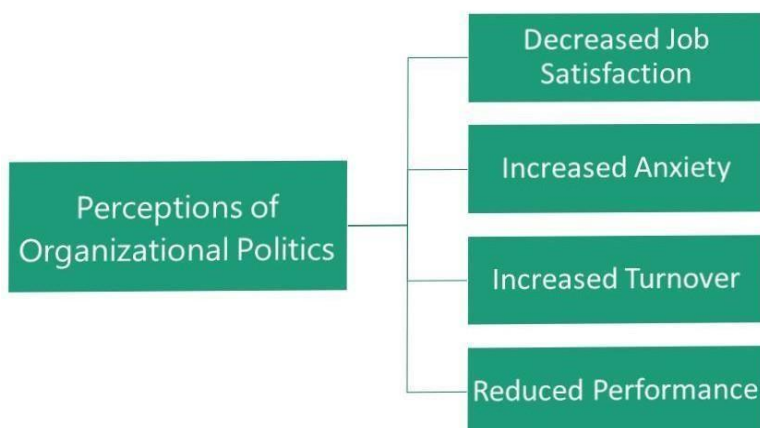 Perceptions of
Organizational Politics
Decreased Job
Satisfaction
Increased Anxiety
Increased Turnover
Reduced Performance